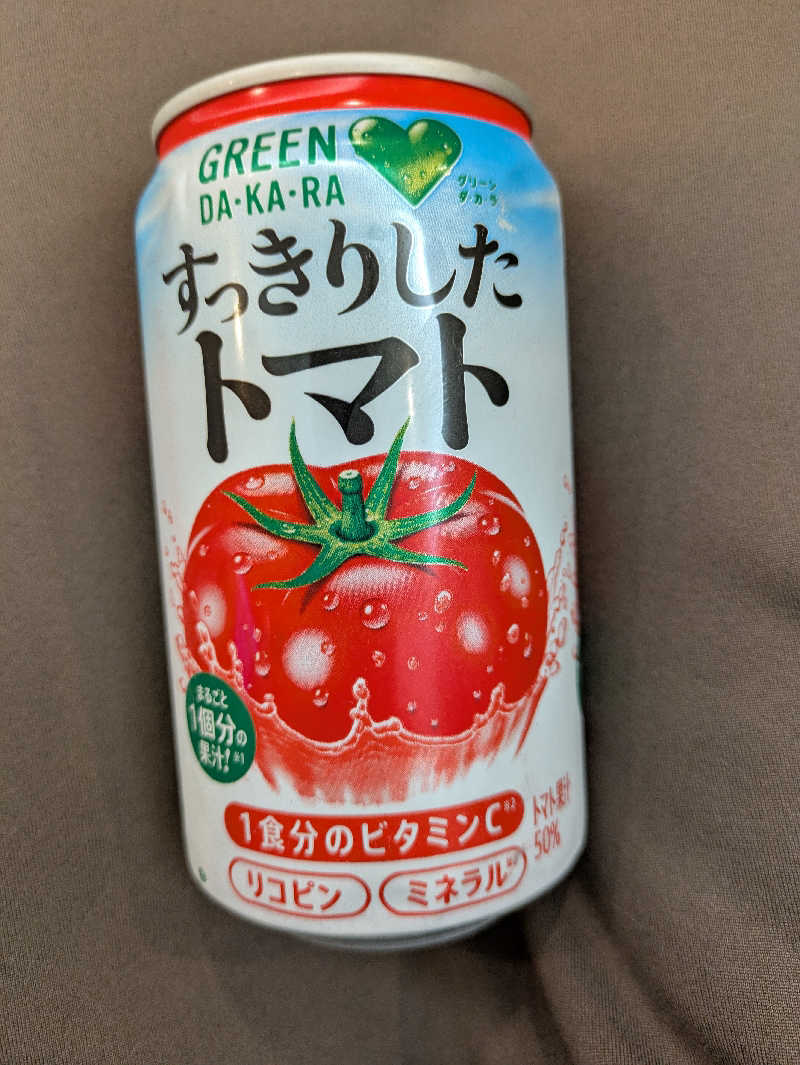 GREEN
DA・KA・RA
グリーン
ダ・カ・ラ
すっきりした
トマト
まるごと
1個分の
果汁!※1
1食分のビタミンC※2
トマト果汁
50%
リコピン
ミネラル